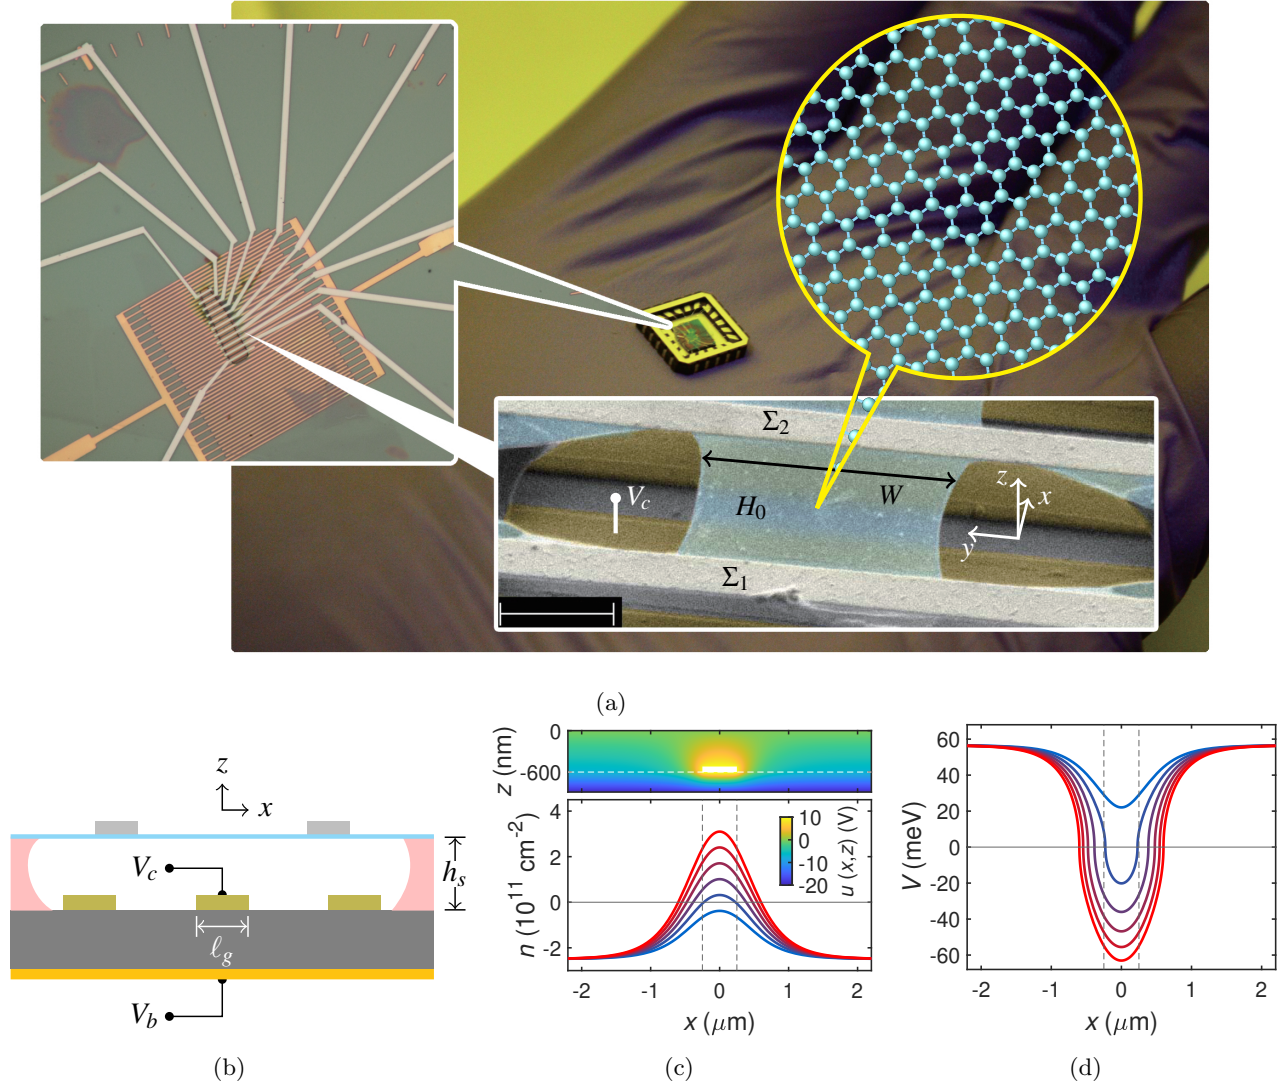 Σ2
z
x
Vc
W
H0
y
Σ1
(a)
z
x
Vc
hs
ℓg
Vb
(b)
z (nm)
0
-600
n (10^11 cm^-2)
4
2
0
-2
10
0
-10
-20
u (x,z) (V)
-2 -1 0 1 2
x (μm)
(c)
V (meV)
60
40
20
0
-20
-40
-60
-2 -1 0 1 2
x (μm)
(d)